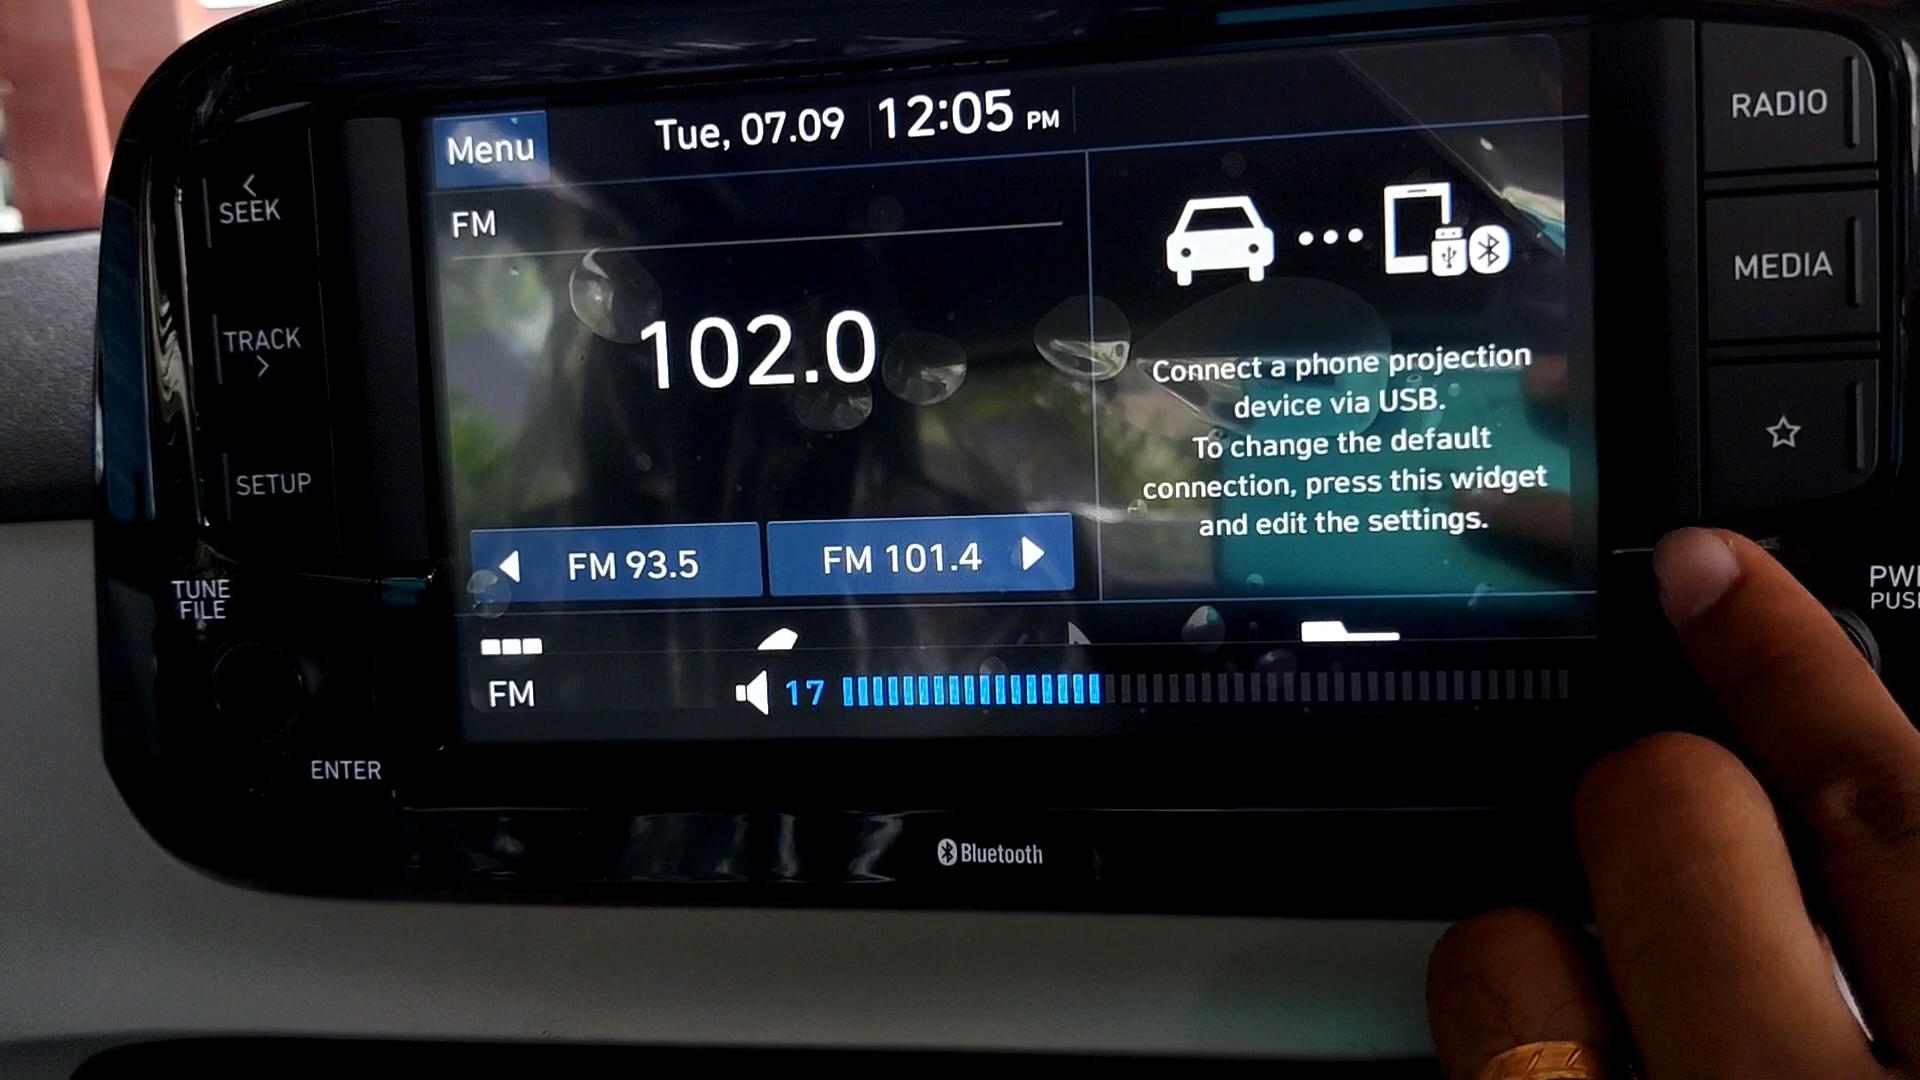 Menu
Tue, 07.09 12:05 PM
FM
102.0
FM 93.5
FM 101.4
Connect a phone projection
device via USB.
To change the default
connection, press this widget
and edit the settings.
FM 17
SEEK
TRACK
SETUP
TUNE
FILE
ENTER
RADIO
MEDIA
Bluetooth